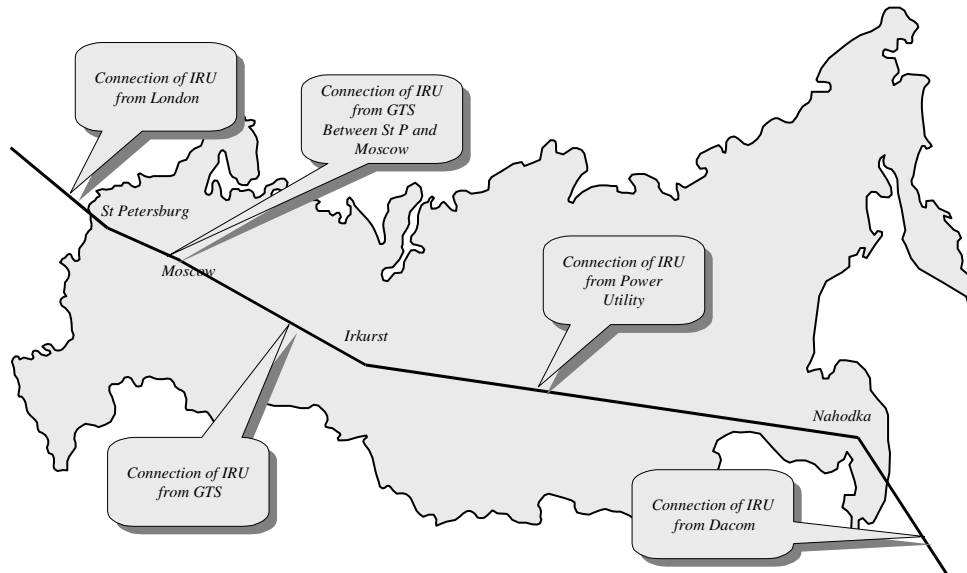 Connection of IRU
from London
Connection of IRU
from GTS
Between St P and
Moscow
St Petersburg
Moscow
Connection of IRU
from Power
Utility
Irkurst
Nahodka
Connection of IRU
from GTS
Connection of IRU
from Dacom